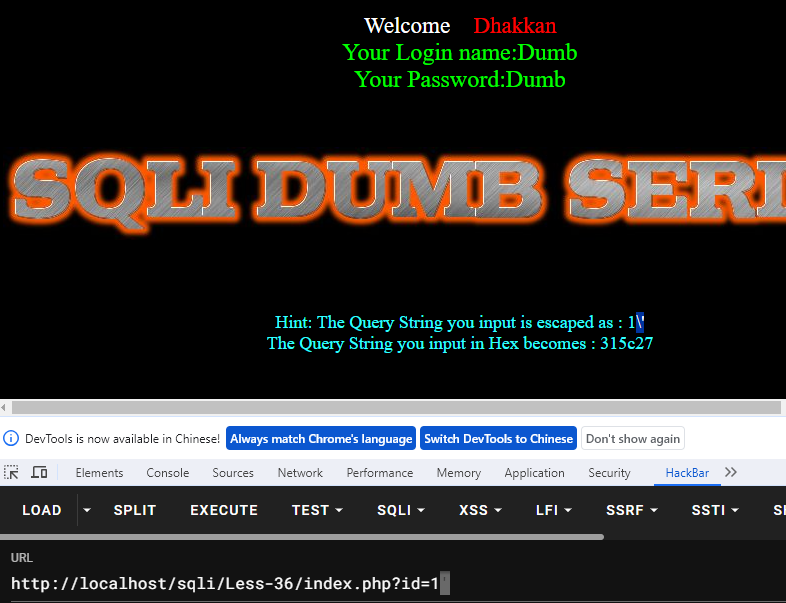 Welcome Dhakkan
Your Login name:Dumb
Your Password:Dumb
SQLI DUMB SERI
Hint: The Query String you input is escaped as : 1\'
The Query String you input in Hex becomes : 315c27
DevTools is now available in Chinese! Always match Chrome's language Switch DevTools to Chinese Don't show again
Elements Console Sources Network Performance Memory Application Security HackBar
LOAD SPLIT EXECUTE TEST SQLI XSS LFI SSRF SSTI
URL
http://localhost/sqli/Less-36/index.php?id=1'